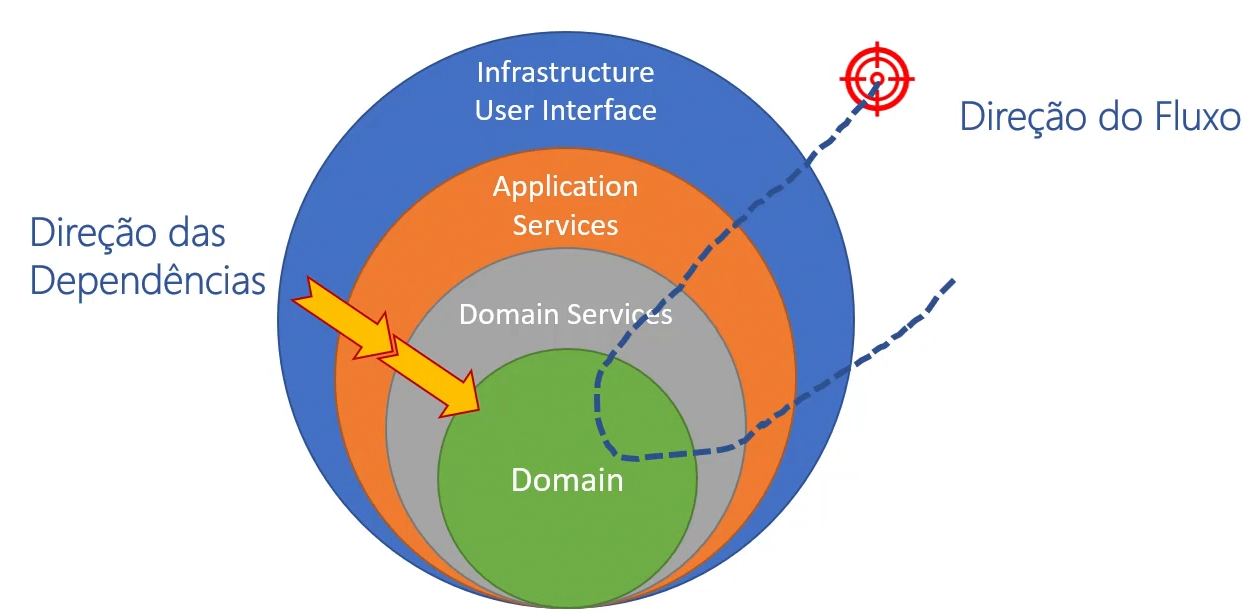 Infrastructure
User Interface
Direção do Fluxo
Application
Services
Direção das
Dependências
Domain Services
Domain